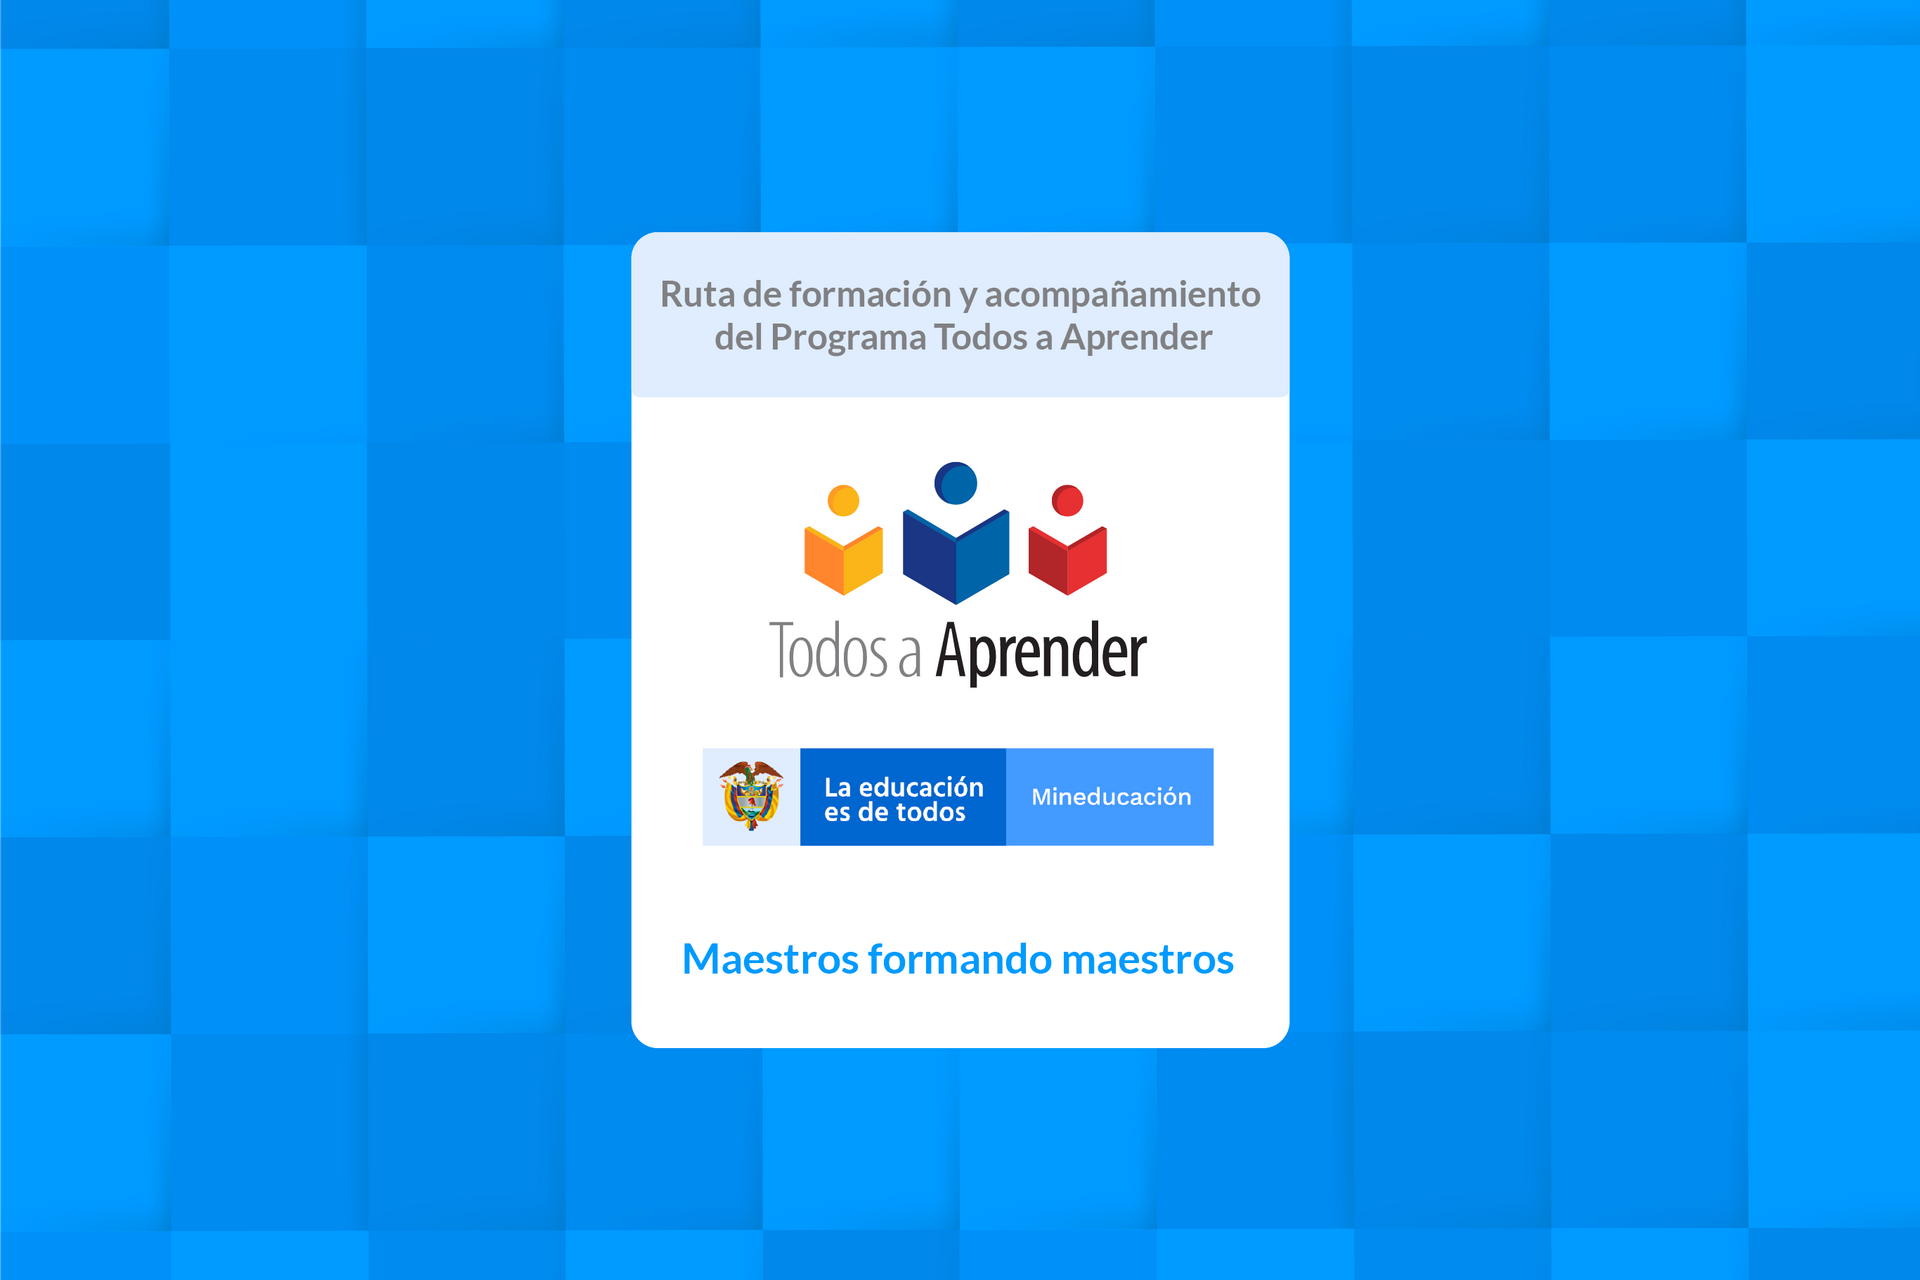 Ruta de formación y acompañamiento
del Programa Todos a Aprender
Todos a Aprender
La educación
es de todos
Mineducación
Maestros formando maestros